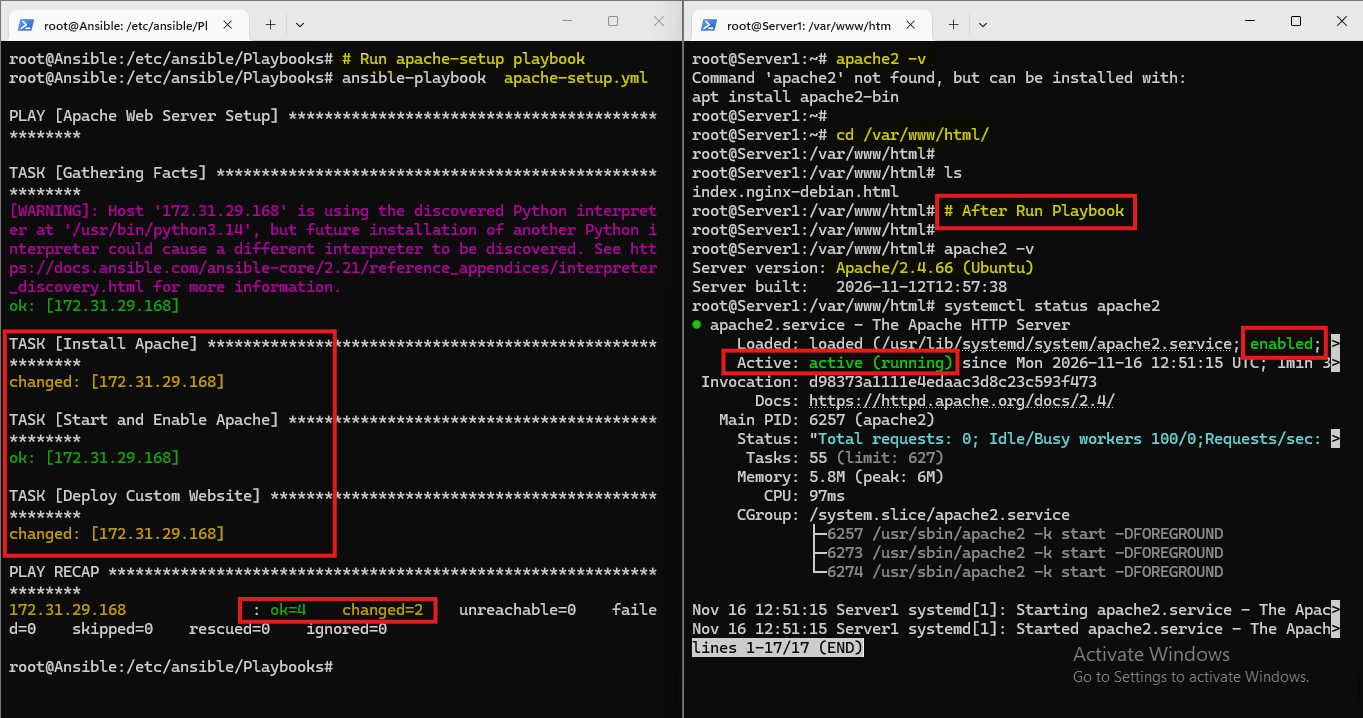 root@Ansible: /etc/ansible/Pl
root@Ansible:/etc/ansible/Playbooks# # Run apache-setup playbook
root@Ansible:/etc/ansible/Playbooks# ansible-playbook  apache-setup.yml
PLAY [Apache Web Server Setup] *****************************************
********
TASK [Gathering Facts] *************************************************
********
[WARNING]: Host '172.31.29.168' is using the discovered Python interpret
er at '/usr/bin/python3.14', but future installation of another Python i
nterpreter could cause a different interpreter to be discovered. See htt
ps://docs.ansible.com/ansible-core/2.21/reference_appendices/interpreter
_discovery.html for more information.
ok: [172.31.29.168]
TASK [Install Apache] **************************************************
********
changed: [172.31.29.168]
TASK [Start and Enable Apache] *****************************************
********
ok: [172.31.29.168]
TASK [Deploy Custom Website] *******************************************
********
changed: [172.31.29.168]
PLAY RECAP *************************************************************
********
172.31.29.168              : ok=4    changed=2    unreachable=0    faile
d=0    skipped=0    rescued=0    ignored=0
root@Ansible:/etc/ansible/Playbooks#
root@Server1: /var/www/htm
root@Server1:~# apache2 -v
Command 'apache2' not found, but can be installed with:
apt install apache2-bin
root@Server1:~#
root@Server1:~# cd /var/www/html/
root@Server1:/var/www/html#
root@Server1:/var/www/html# ls
index.nginx-debian.html
root@Server1:/var/www/html# # After Run Playbook
root@Server1:/var/www/html#
root@Server1:/var/www/html# apache2 -v
Server version: Apache/2.4.66 (Ubuntu)
Server built:   2026-11-12T12:57:38
root@Server1:/var/www/html# systemctl status apache2
● apache2.service - The Apache HTTP Server
Loaded: loaded (/usr/lib/systemd/system/apache2.service; enabled; >
Active: active (running) since Mon 2026-11-16 12:51:15 UTC; 1min 3>
Invocation: d98373a1111e4edaac3d8c23c593f473
Docs: https://httpd.apache.org/docs/2.4/
Main PID: 6257 (apache2)
Status: "Total requests: 0; Idle/Busy workers 100/0;Requests/sec: >
Tasks: 55 (limit: 627)
Memory: 5.8M (peak: 6M)
CPU: 97ms
CGroup: /system.slice/apache2.service
├─6257 /usr/sbin/apache2 -k start -DFOREGROUND
├─6273 /usr/sbin/apache2 -k start -DFOREGROUND
└─6274 /usr/sbin/apache2 -k start -DFOREGROUND
Nov 16 12:51:15 Server1 systemd[1]: Starting apache2.service - The Apac>
Nov 16 12:51:15 Server1 systemd[1]: Started apache2.service - The Apach>
lines 1-17/17 (END)
Activate Windows
Go to Settings to activate Windows.